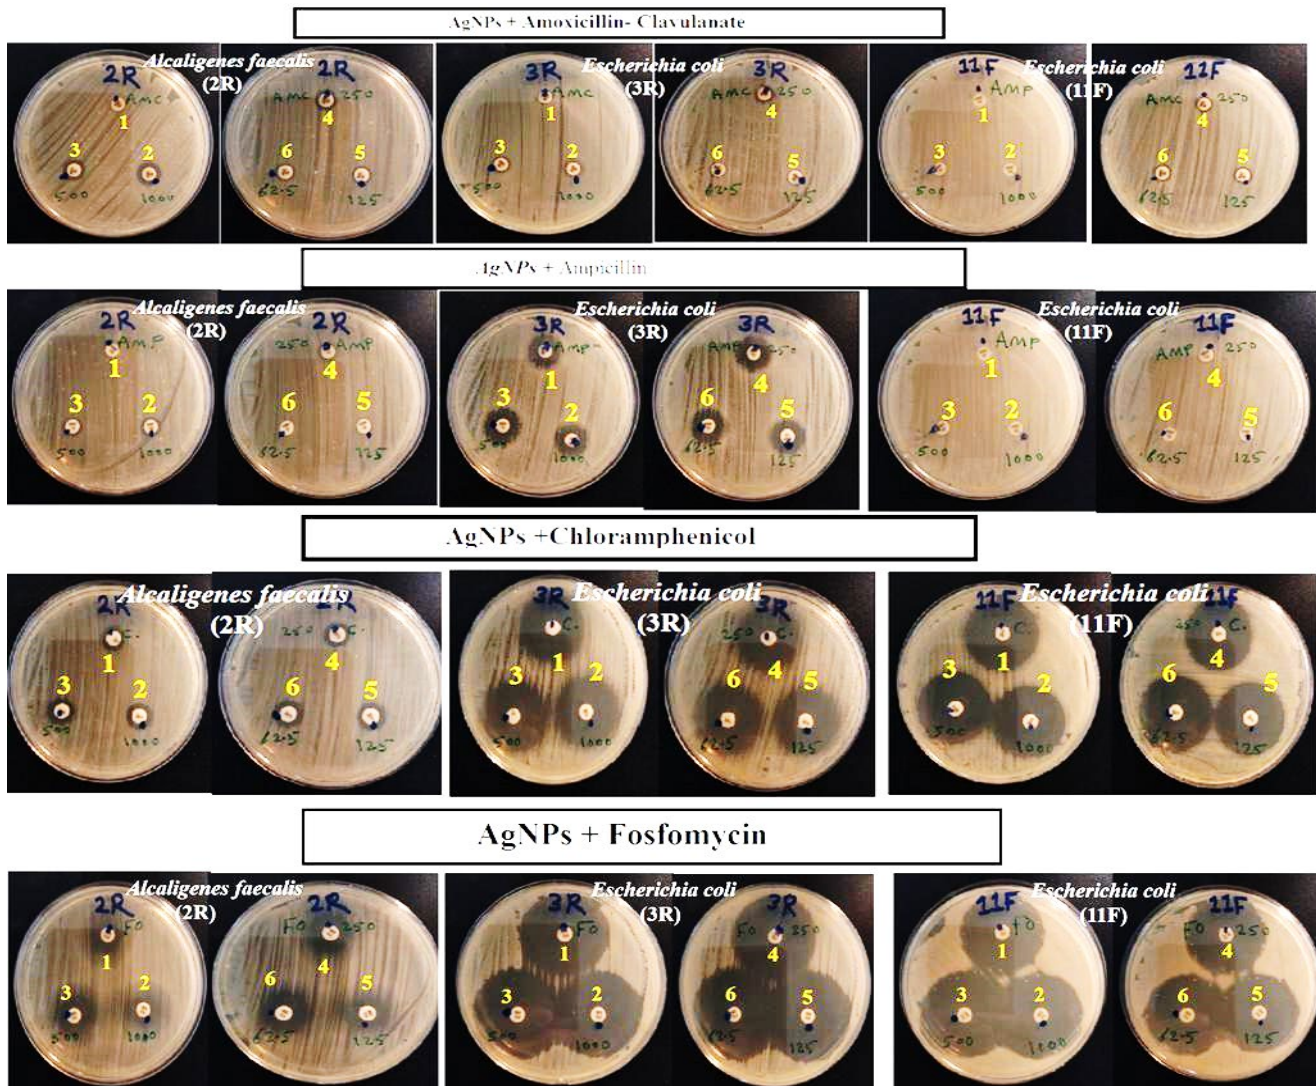 AgNPs + Amoxicillin- Clavulanate
Alcaligenes faecalis
(2R)
Escherichia coli
(3R)
Escherichia coli
(11F)
2R
AMC
1
3
2
500
1000
2R
AMC 250
4
6
5
62.5
125
3R
AMC
1
3
2
500
1000
3R
AMC 250
4
6
5
62.5
125
11F
AMP
1
3
2
500
1000
11F
AMC 250
4
6
5
62.5
125
AgNPs + Ampicillin
Alcaligenes faecalis
(2R)
Escherichia coli
(3R)
Escherichia coli
(11F)
2R
AMP
1
3
2
500
1000
2R
250 AMP
4
6
5
62.5
125
3R
AMP
1
3
2
500
1000
3R
AMP 250
4
6
5
62.5
125
11F
AMP
1
3
2
500
1000
11F
AMP 250
4
6
5
62.5
125
AgNPs +Chloramphenicol
Alcaligenes faecalis
(2R)
Escherichia coli
(3R)
Escherichia coli
(11F)
2R
C.
1
3
2
500
1000
2R
250 C.
4
6
5
62.5
125
3R
C.
1
3
2
500
1000
3R
250 C.
4
6
5
62.5
125
11F
C.
1
3
2
500
1000
11F
250 C.
4
6
5
62.5
125
AgNPs + Fosfomycin
Alcaligenes faecalis
(2R)
Escherichia coli
(3R)
Escherichia coli
(11F)
2R
FO
1
3
2
500
1000
2R
FO 250
4
6
5
62.5
125
3R
FO
1
3
2
500
1000
3R
FO 250
4
6
5
62.5
125
11F
FO
1
3
2
500
1000
11F
FO 250
4
6
5
62.5
125